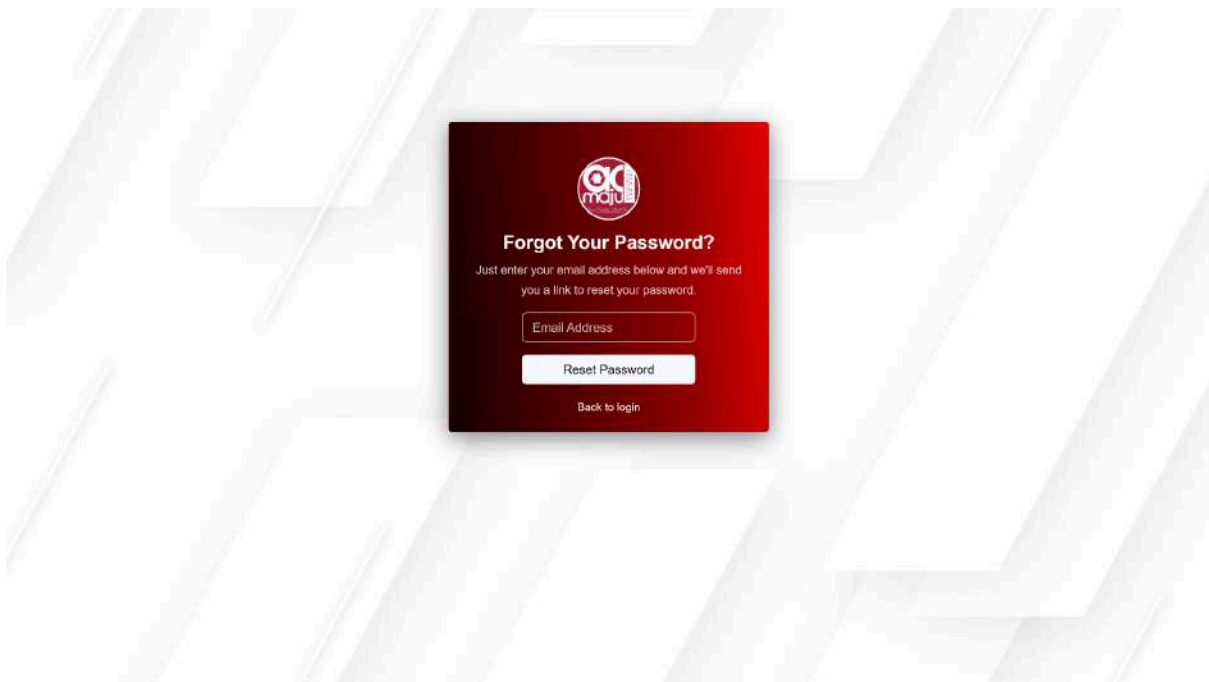 maju
Forgot Your Password?
Just enter your email address below and we'll send
you a link to reset your password.
Email Address
Reset Password
Back to login